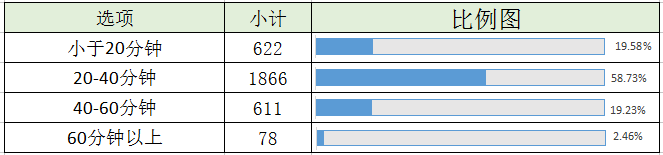 选项 小计 比例图
小于20分钟 622 19.58%
20-40分钟 1866 58.73%
40-60分钟 611 19.23%
60分钟以上 78 2.46%